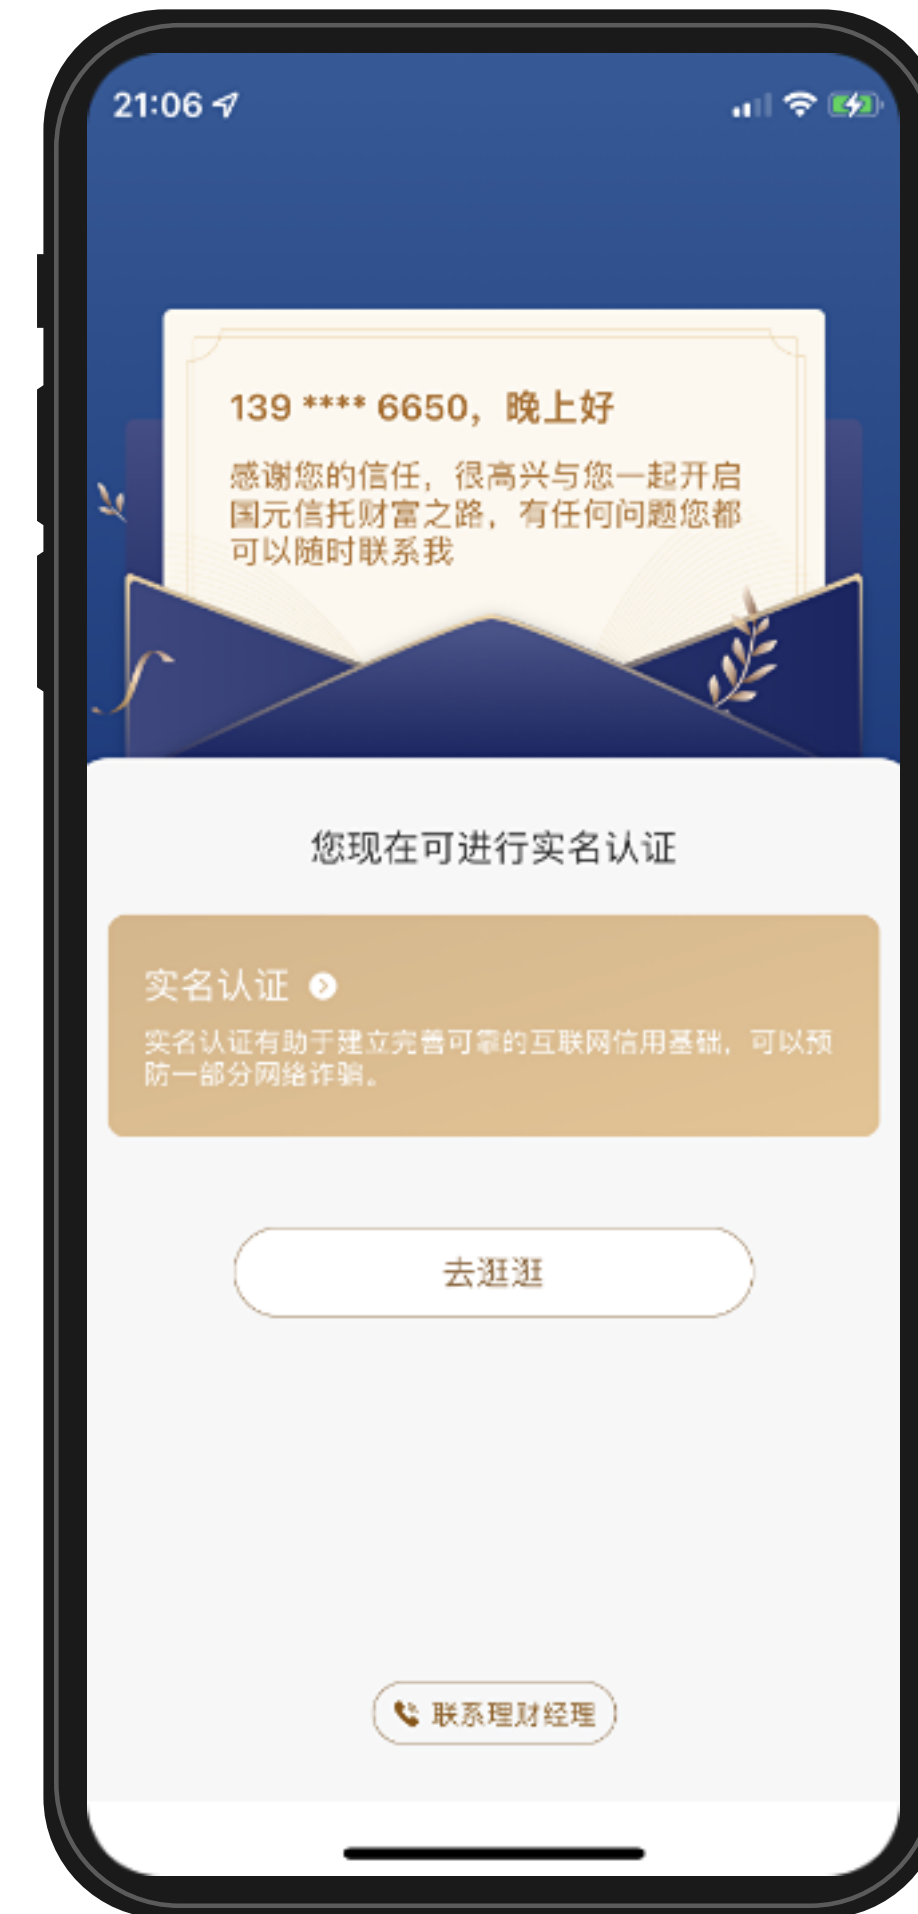 21:06
139 **** 6650，晚上好
感谢您的信任，很高兴与您一起开启
国元信托财富之路，有任何问题您都
可以随时联系我
您现在可进行实名认证
实名认证
实名认证有助于建立完善可靠的互联网信用基础，可以预
防一部分网络诈骗。
去逛逛
联系理财经理